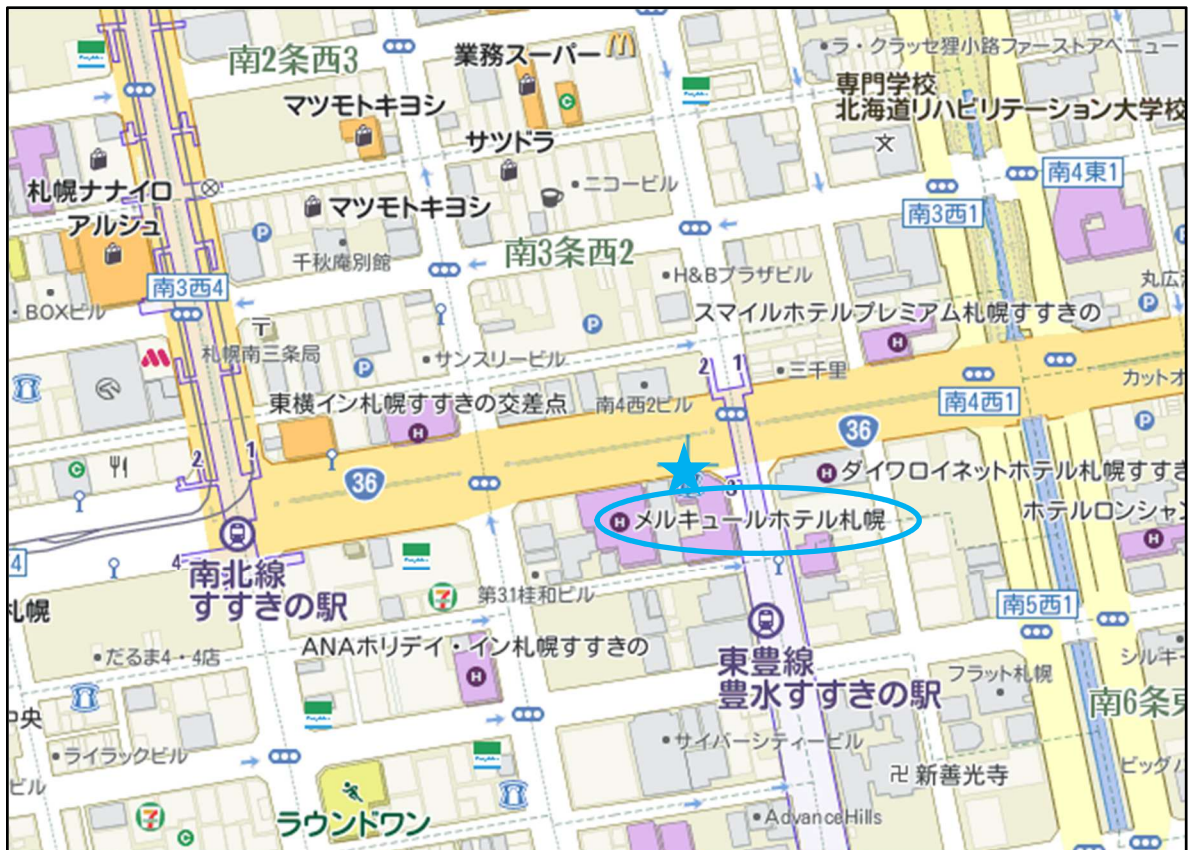 南2条西3
業務スーパー
ラ・クラッセ狸小路ファーストアベニュー
専門学校
北海道リハビリテーション大学校
マツモトキヨシ
サツドラ
南4東1
札幌ナナイロ
ニコービル
アルシュ
マツモトキヨシ
P
南3西1
千秋庵別館
南3条西2
H&Bプラザビル
南3西4
丸広
BOXビル
P
P
スマイルホテルプレミアム札幌すすきの
H
札幌南三条局
P
サンスリービル
2 1
三千里
カットオ
東横イン札幌すすきの交差点
H
南4西2ビル
南4西1
P
36
2 1
36
3
H ダイワロイネットホテル札幌すすき
H メルキュールホテル札幌
ホテルロンシャン
H
4
4
南北線
すすきの駅
7
第31桂和ビル
南5西1
札幌
ANAホリデイ・イン札幌すすきの
H
だるま4・4店
東豊線
豊水すすきの駅
フラット札幌
シルキー
中央
南6条東
ライラックビル
サイバーシティービル
ビル
卍 新善光寺
ビッグ
7
ラウンドワン
AdvanceHills